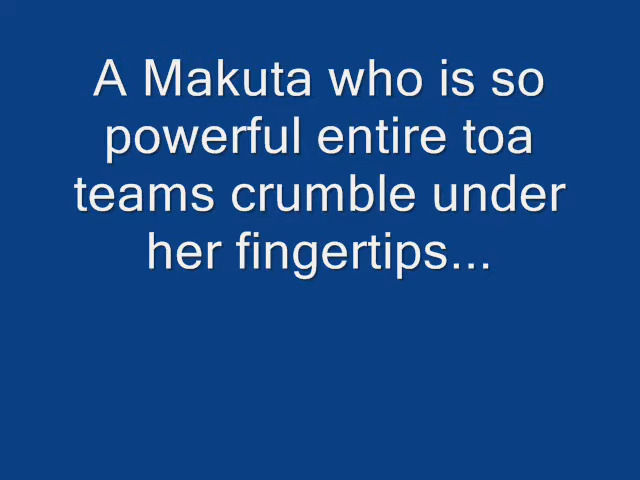 A Makuta who is so
powerful entire toa
teams crumble under
her fingertips...